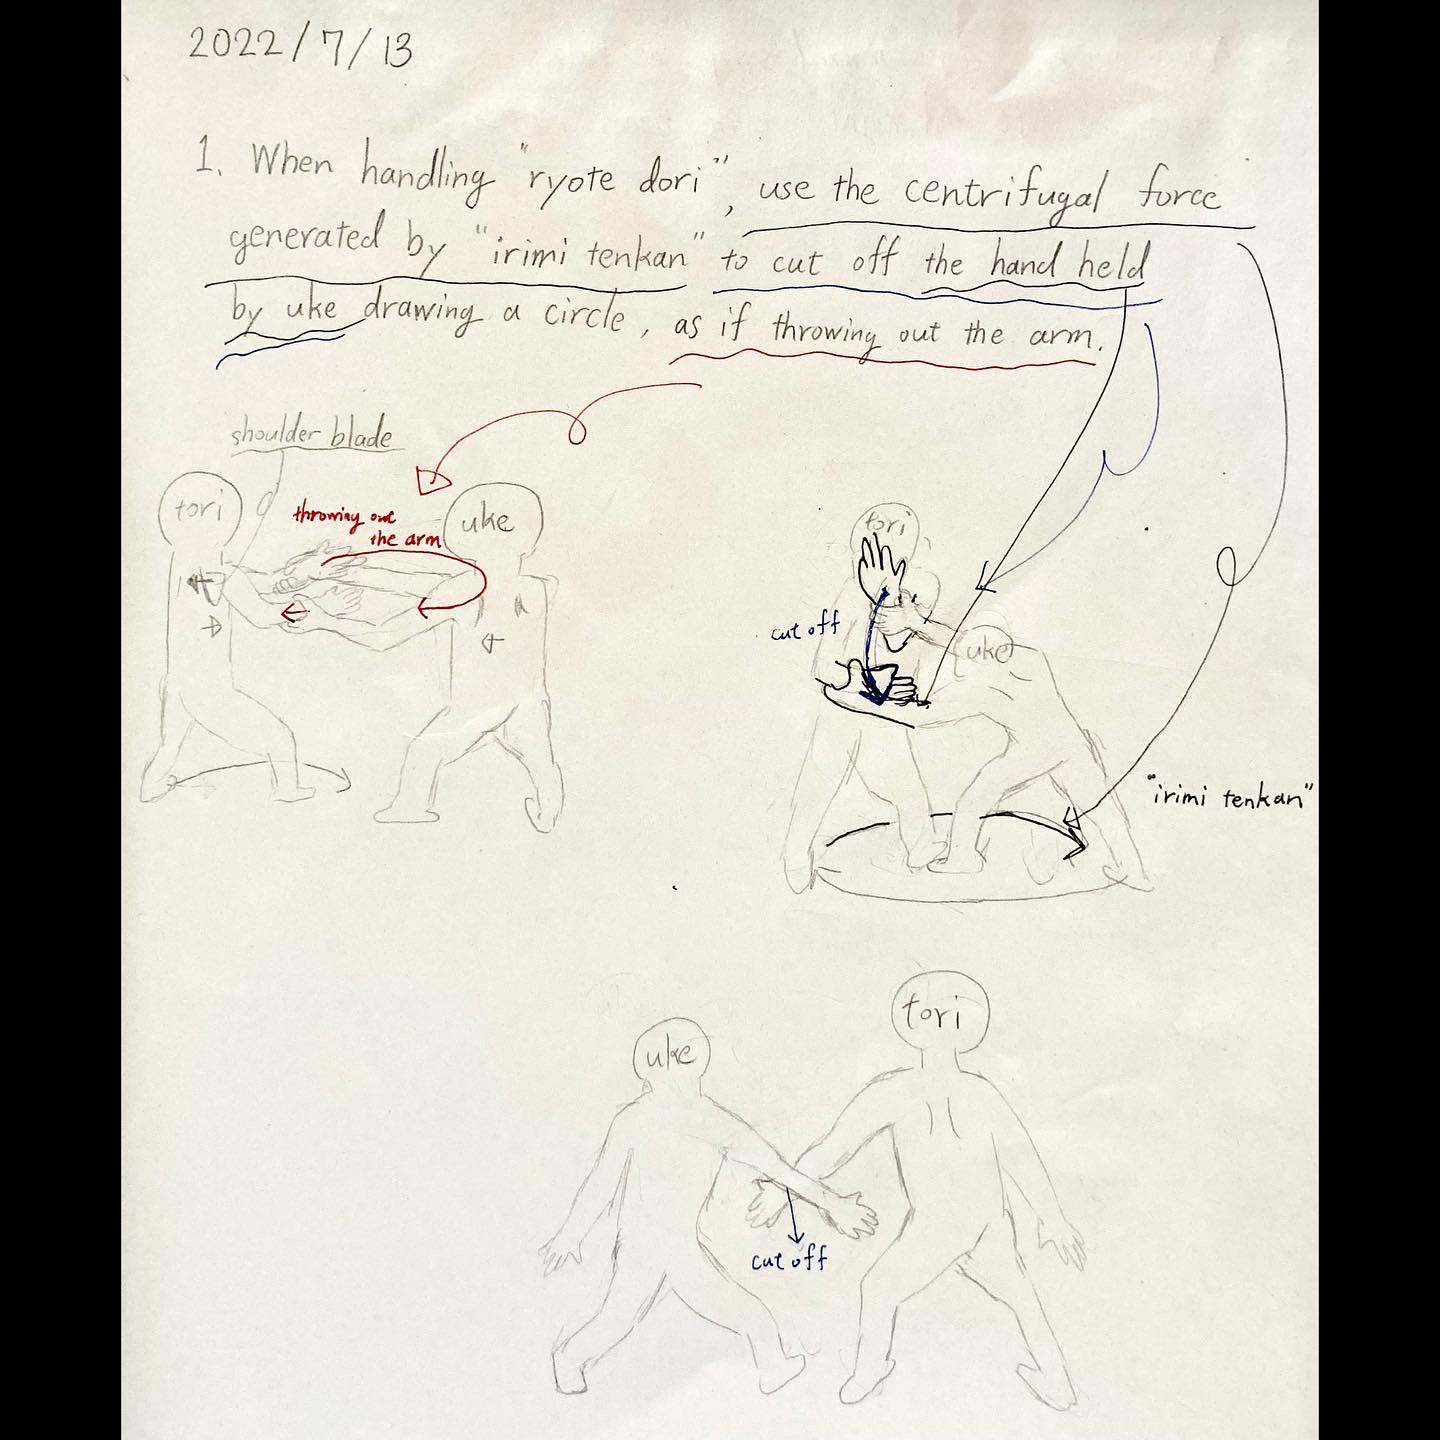 2022/7/13
1. When handling "ryote dori", use the centrifugal force
generated by "irimi tenkan" to cut off the hand held
by uke drawing a circle, as if throwing out the arm.
shoulder blade
tori
throwing out
the arm
uke
tori
cut off
uke
"irimi tenkan"
uke
tori
cut off